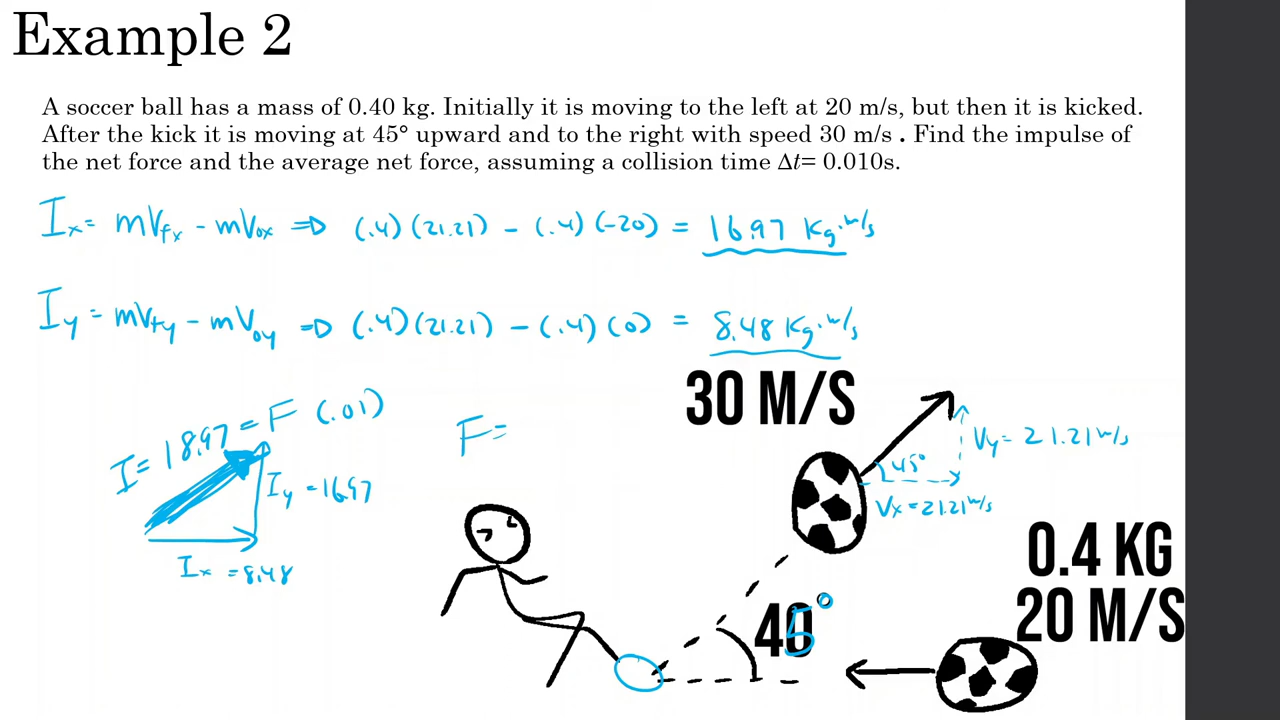 Example 2
A soccer ball has a mass of 0.40 kg. Initially it is moving to the left at 20 m/s, but then it is kicked.
After the kick it is moving at 45° upward and to the right with speed 30 m/s . Find the impulse of
the net force and the average net force, assuming a collision time Δt= 0.010s.
Ix= mVfx - mVox ⇒ (.4)(21.21) - (.4)(-20) = 16.97 Kg·m/s
Iy = mVfy - mVoy ⇒ (.4)(21.21) - (.4)(0) = 8.48 Kg·m/s
30 M/S
I= 18.97 = F (.01)
F=
Vy= 21.21m/s
45°
Iy =16.97
Vx=21.21m/s
Ix =8.48
0.4 KG
20 M/S
45°